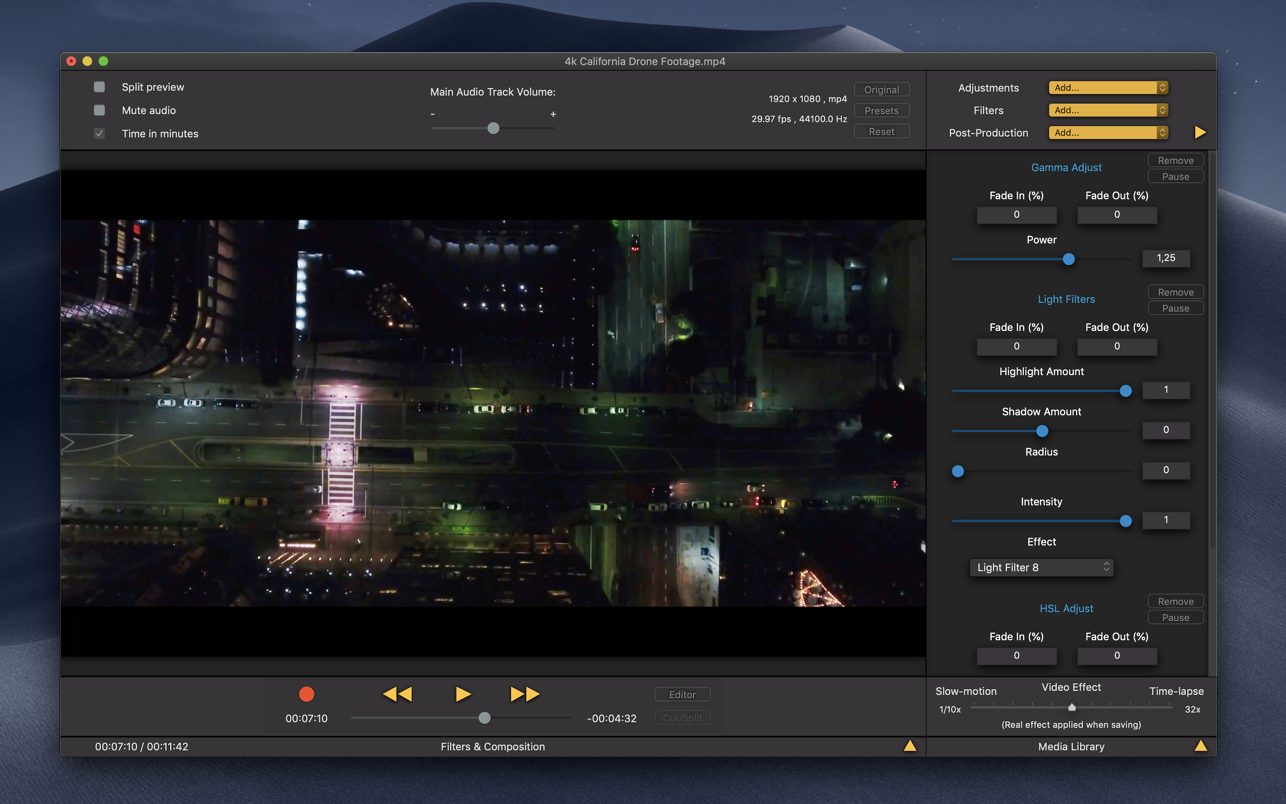 4k California Drone Footage.mp4
Split preview
Mute audio
Time in minutes
Main Audio Track Volume:
- +
1920 x 1080 , mp4
29.97 fps , 44100.0 Hz
Original
Presets
Reset
Adjustments Add...
Filters Add...
Post-Production Add...
Gamma Adjust
Remove
Pause
Fade In (%) Fade Out (%)
0 0
Power
1,25
Light Filters
Remove
Pause
Fade In (%) Fade Out (%)
0 0
Highlight Amount
1
Shadow Amount
0
Radius
0
Intensity
1
Effect
Light Filter 8
HSL Adjust
Remove
Pause
Fade In (%) Fade Out (%)
0 0
Editor
00:07:10 -00:04:32 Cut/Split
Slow-motion Video Effect Time-lapse
1/10x 32x
(Real effect applied when saving)
00:07:10 / 00:11:42 Filters & Composition Media Library